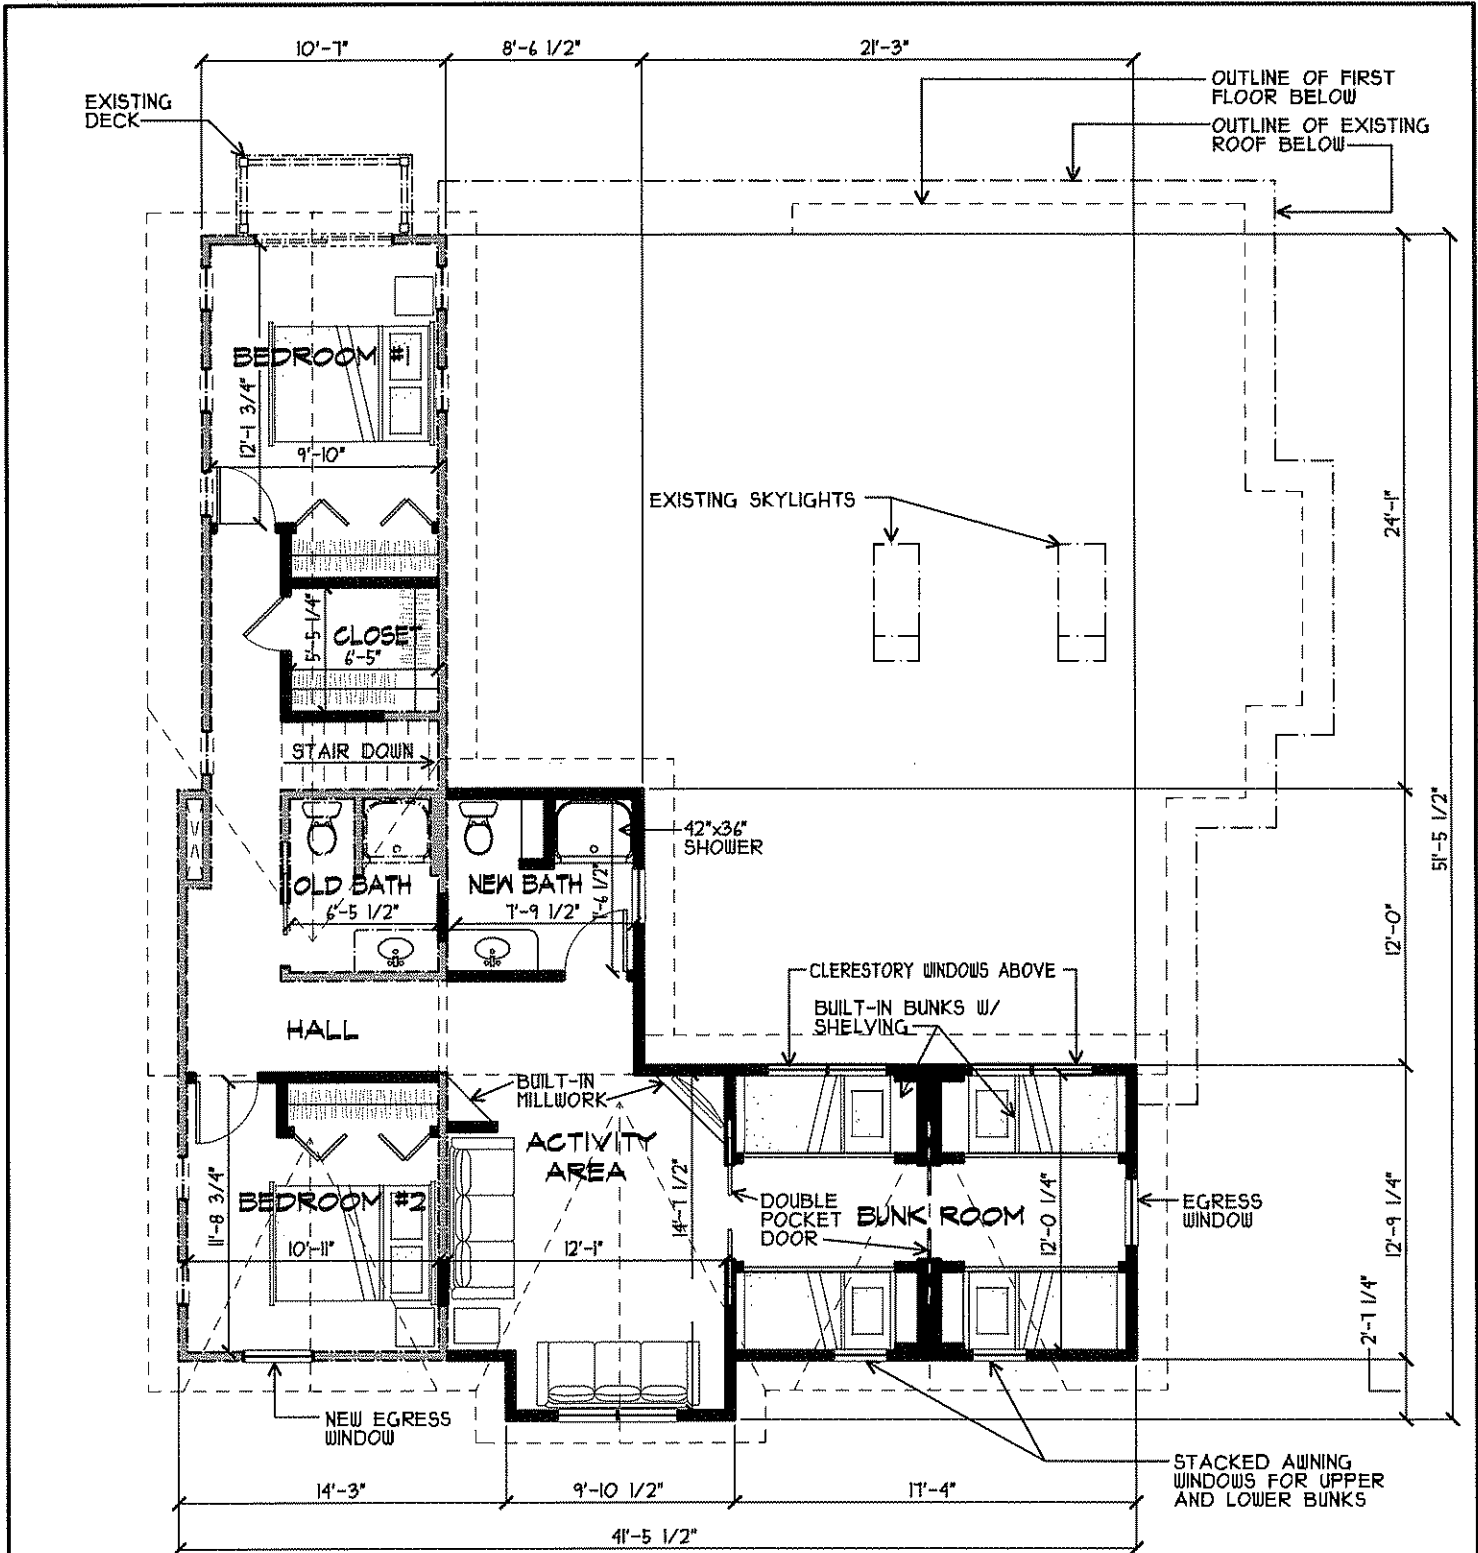 10'-7"
8'-6 1/2"
21'-3"
OUTLINE OF FIRST
FLOOR BELOW
EXISTING
DECK
OUTLINE OF EXISTING
ROOF BELOW
BEDROOM #1
12'-1 3/4"
9'-10"
EXISTING SKYLIGHTS
24'-1"
CLOSET
5'-5 1/4"
6'-5"
STAIR DOWN
42"x36"
SHOWER
51'-5 1/2"
OLD BATH
6'-5 1/2"
NEW BATH
7'-9 1/2"
7'-6 1/2"
12'-0"
CLERESTORY WINDOWS ABOVE
BUILT-IN BUNKS W/
SHELVING
HALL
BUILT-IN
MILLWORK
ACTIVITY
AREA
14'-7 1/2"
11'-8 3/4"
BEDROOM #2
10'-11"
12'-1"
DOUBLE
POCKET
DOOR
BUNK ROOM
12'-0 1/4"
EGRESS
WINDOW
12'-9 1/4"
2'-7 1/4"
NEW EGRESS
WINDOW
STACKED AWNING
WINDOWS FOR UPPER
AND LOWER BUNKS
14'-3"
9'-10 1/2"
17'-4"
41'-5 1/2"